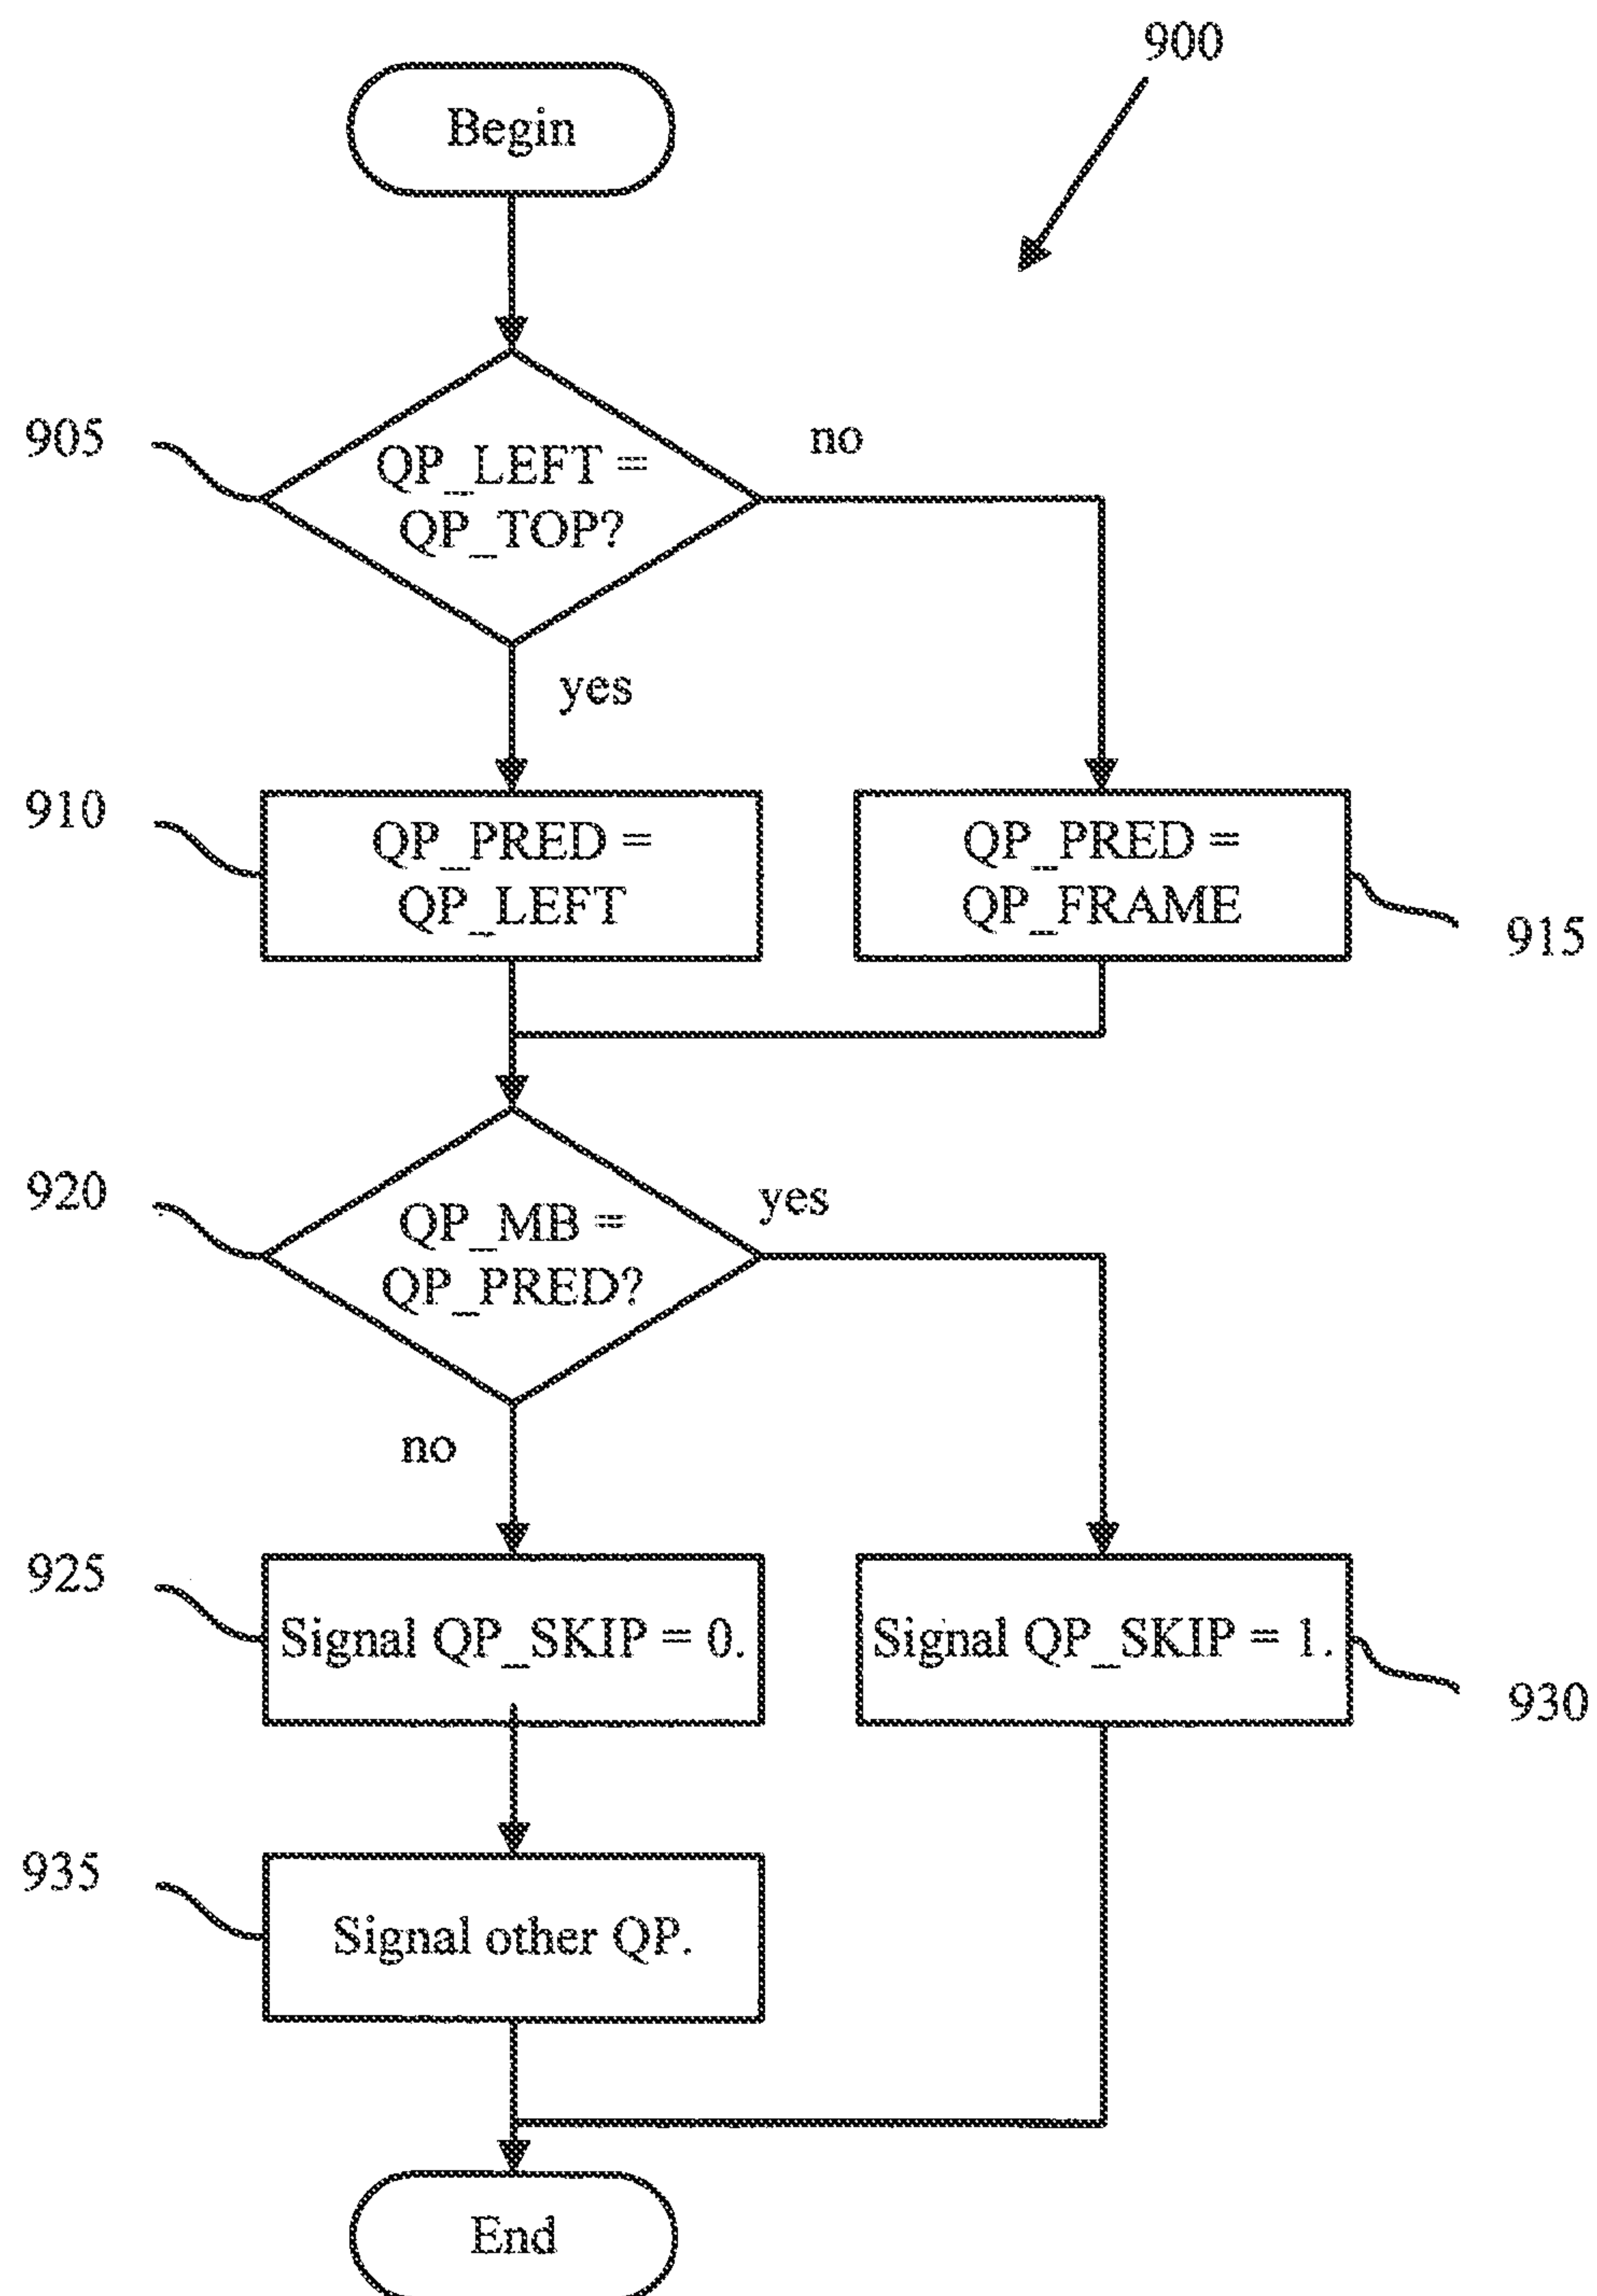 900
Begin
905
QP_LEFT =
QP_TOP?
no
yes
910
QP_PRED =
QP_LEFT
QP_PRED =
QP_FRAME
915
920
QP_MB =
QP_PRED?
yes
no
925
Signal QP_SKIP = 0.
Signal QP_SKIP = 1.
930
935
Signal other QP.
End